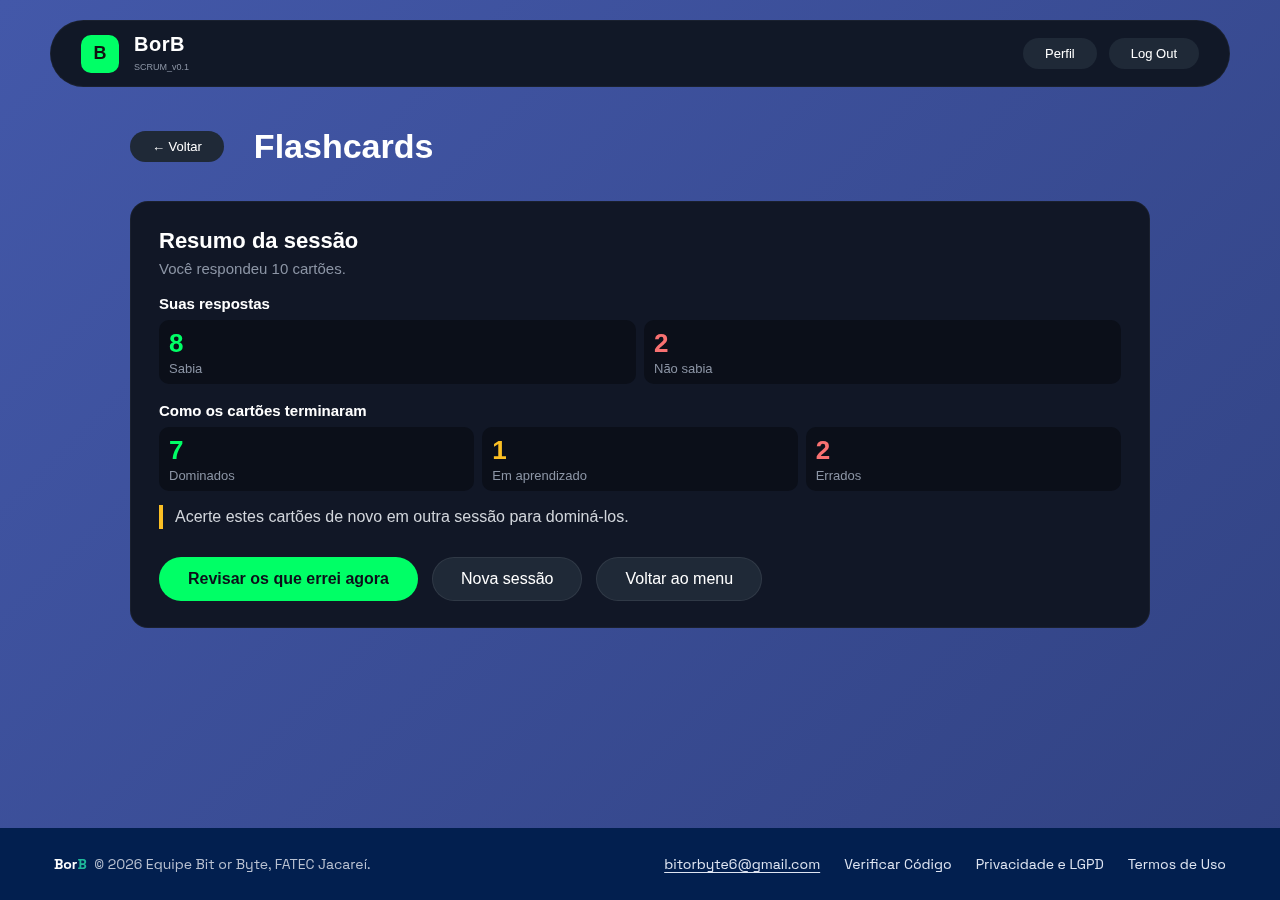 B
BorB
SCRUM_v0.1
Perfil
Log Out
← Voltar
Flashcards
Resumo da sessão
Você respondeu 10 cartões.
Suas respostas
8
Sabia
2
Não sabia
Como os cartões terminaram
7
Dominados
1
Em aprendizado
2
Errados
Acerte estes cartões de novo em outra sessão para dominá-los.
Revisar os que errei agora
Nova sessão
Voltar ao menu
BorB © 2026 Equipe Bit or Byte, FATEC Jacareí.
bitorbyte6@gmail.com
Verificar Código
Privacidade e LGPD
Termos de Uso